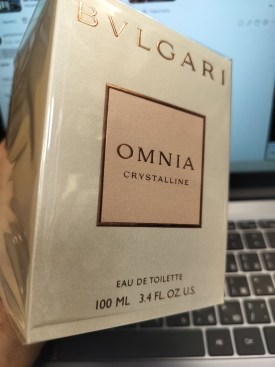 BVLGARI
OMNIA
CRYSTALLINE
EAU DE TOILETTE
100 ML 3.4 FL. OZ. U.S.